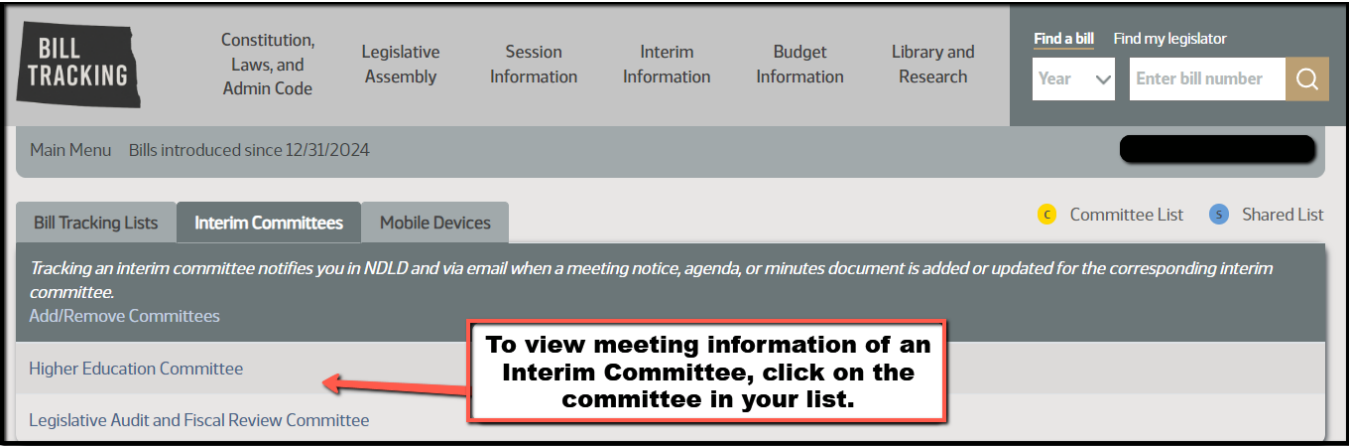 BILL
TRACKING
Constitution,
Laws, and
Admin Code
Legislative
Assembly
Session
Information
Interim
Information
Budget
Information
Library and
Research
Find a bill Find my legislator
Year Enter bill number
Main Menu Bills introduced since 12/31/2024
Bill Tracking Lists Interim Committees Mobile Devices
C Committee List S Shared List
Tracking an interim committee notifies you in NDLD and via email when a meeting notice, agenda, or minutes document is added or updated for the corresponding interim
committee.
Add/Remove Committees
To view meeting information of an
Interim Committee, click on the
committee in your list.
Higher Education Committee
Legislative Audit and Fiscal Review Committee